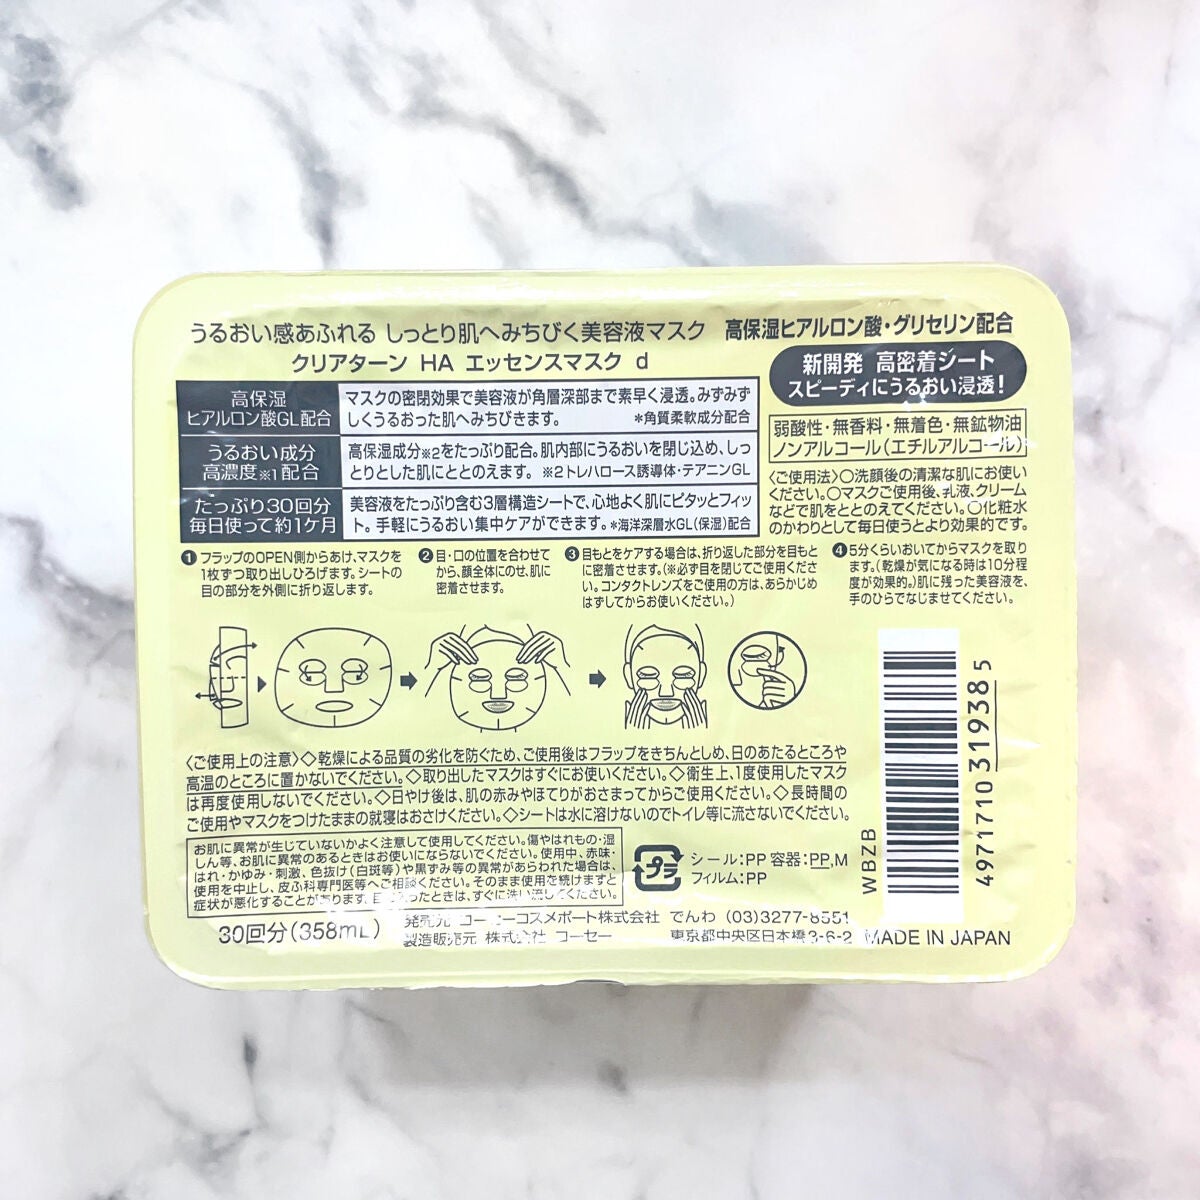 うるおい感あふれる しっとり肌へみちびく美容液マスク
クリアターン HA エッセンスマスク d
高保湿ヒアルロン酸・グリセリン配合
新開発 高密着シート
スピーディにうるおい浸透!
高保湿
ヒアルロン酸GL配合
マスクの密閉効果で美容液が角層深部まで素早く浸透。みずみず
しくうるおった肌へみちびきます。 *角質柔軟成分配合
うるおい成分
高濃度※1配合
高保湿成分※2をたっぷり配合。肌内部にうるおいを閉じ込め、しっ
とりとした肌にととのえます。 ※2トレハロース誘導体・テアニンGL
たっぷり30回分
毎日使って約1ケ月
美容液をたっぷり含む3層構造シートで、心地よく肌にピタッとフィッ
ト。手軽にうるおい集中ケアができます。*海洋深層水GL(保湿)配合
弱酸性・無香料・無着色・無鉱物油
ノンアルコール(エチルアルコール)
〈ご使用法〉○洗顔後の清潔な肌にお使い
ください。○マスクご使用後、乳液、クリーム
などで肌をととのえてください。○化粧水
のかわりとして毎日使うとより効果的です。
❶フラップのOPEN側からあけ、マスクを
1枚ずつ取り出しひろげます。シートの
目の部分を外側に折り返します。
❷目・口の位置を合わせて
から、顔全体にのせ、肌に
密着させます。
❸目もとをケアする場合は、折り返した部分を目もと
に密着させます。(※必ず目を閉じてご使用くださ
い。コンタクトレンズをご使用の方は、あらかじめ
はずしてからお使いください。)
❹5分くらいおいてからマスクを取り
ます。(乾燥が気になる時は10分程
度が効果的。)肌に残った美容液を、
手のひらでなじませてください。
〈ご使用上の注意〉◇乾燥による品質の劣化を防ぐため、ご使用後はフラップをきちんとしめ、日のあたるところや
高温のところに置かないでください。◇取り出したマスクはすぐにお使いください。◇衛生上、1度使用したマスク
は再度使用しないでください。◇日やけ後は、肌の赤みやほてりがおさまってからご使用ください。◇長時間の
ご使用やマスクをつけたままの就寝はおさけください。◇シートは水に溶けないのでトイレ等に流さないでください。
お肌に異常が生じていないかよく注意して使用してください。傷やはれもの・湿
しん等、お肌に異常のあるときはお使いにならないでください。使用中、赤味・
はれ・かゆみ・刺激、色抜け(白斑等)や黒ずみ等の異常があらわれた場合は、
使用を中止し、皮ふ科専門医等へご相談ください。そのまま使用を続けますと
症状が悪化することがあります。目に入ったときは、すぐに洗い流してください。
プラ
シール:PP 容器:PP,M
フィルム:PP
30回分(358mL)
発売元 コーセーコスメポート株式会社 でんわ (03)3277-8551
製造販売元 株式会社 コーセー 東京都中央区日本橋3-6-2
MADE IN JAPAN
WBZB
4971710319385